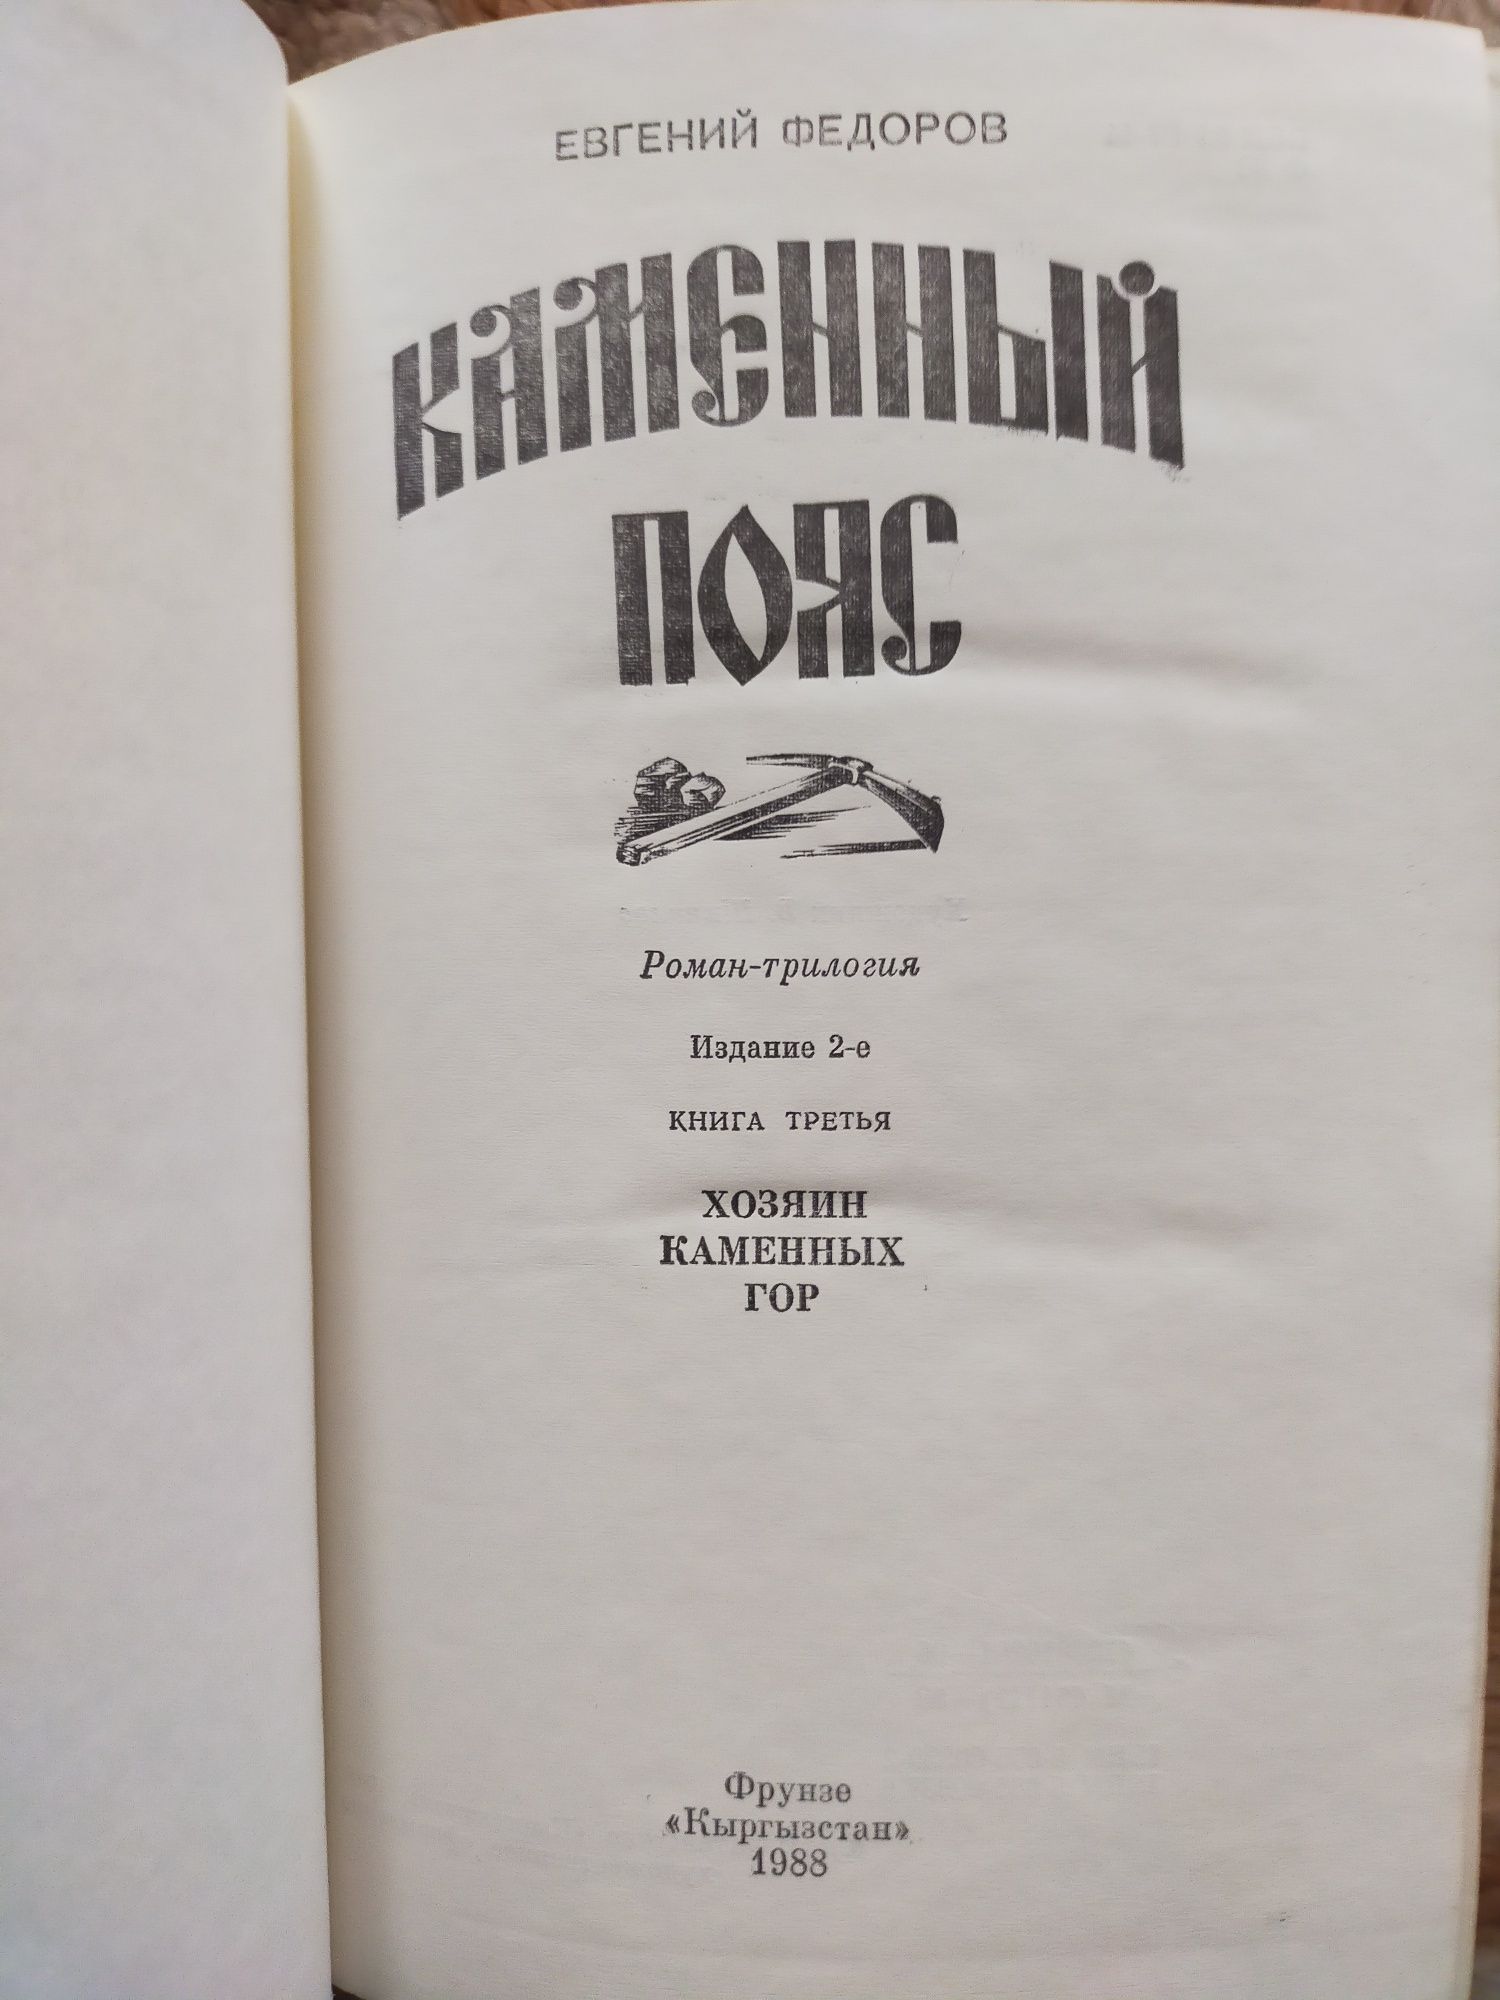 ЕВГЕНИЙ ФЕДОРОВ
КАМЕННЫЙ
ПОЯС
Роман-трилогия
Издание 2-е
КНИГА ТРЕТЬЯ
ХОЗЯИН
КАМЕННЫХ
ГОР
Фрунзе
«Кыргызстан»
1988